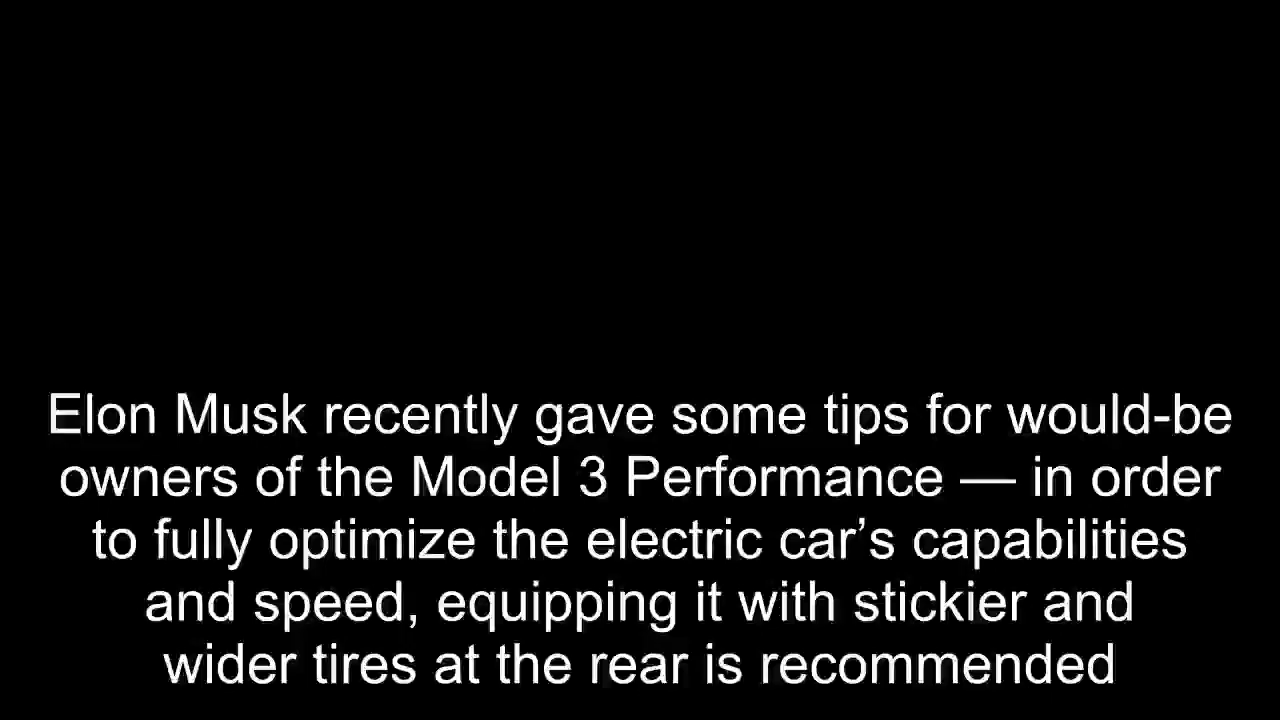 Elon Musk recently gave some tips for would-be
owners of the Model 3 Performance — in order
to fully optimize the electric car’s capabilities
and speed, equipping it with stickier and
wider tires at the rear is recommended